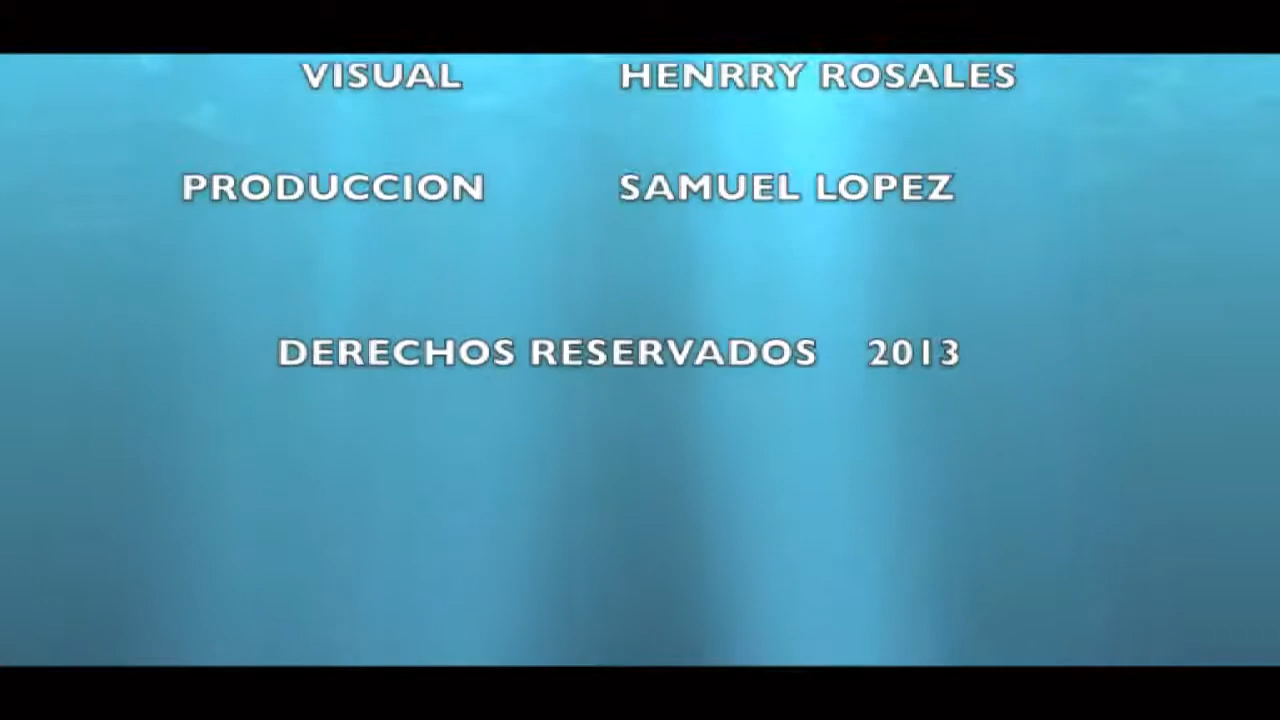 VISUAL HENRRY ROSALES
PRODUCCION SAMUEL LOPEZ
DERECHOS RESERVADOS 2013